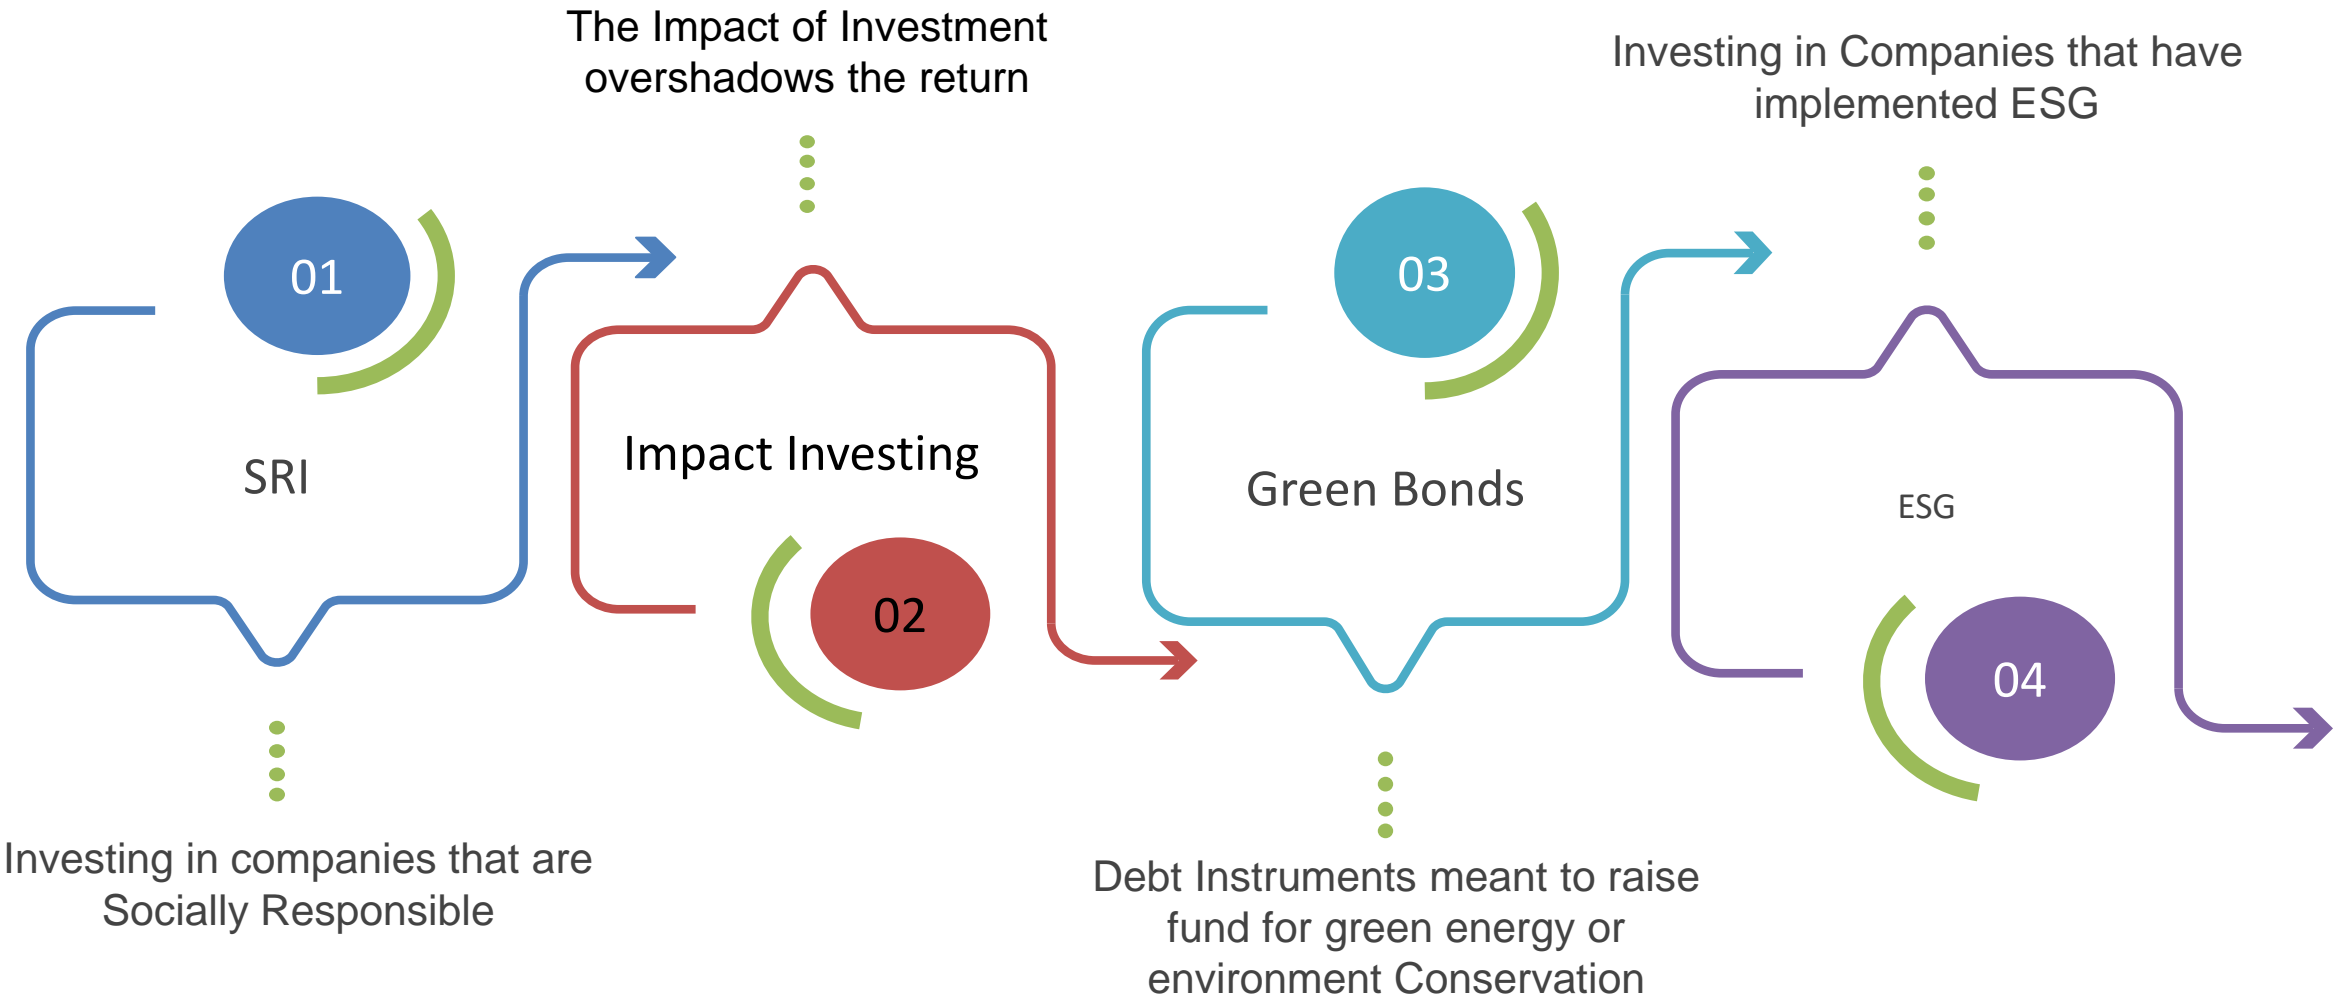 01
SRI
Investing in companies that are
Socially Responsible
The Impact of Investment
overshadows the return
Impact Investing
02
03
Green Bonds
Debt Instruments meant to raise
fund for green energy or
environment Conservation
Investing in Companies that have
implemented ESG
ESG
04